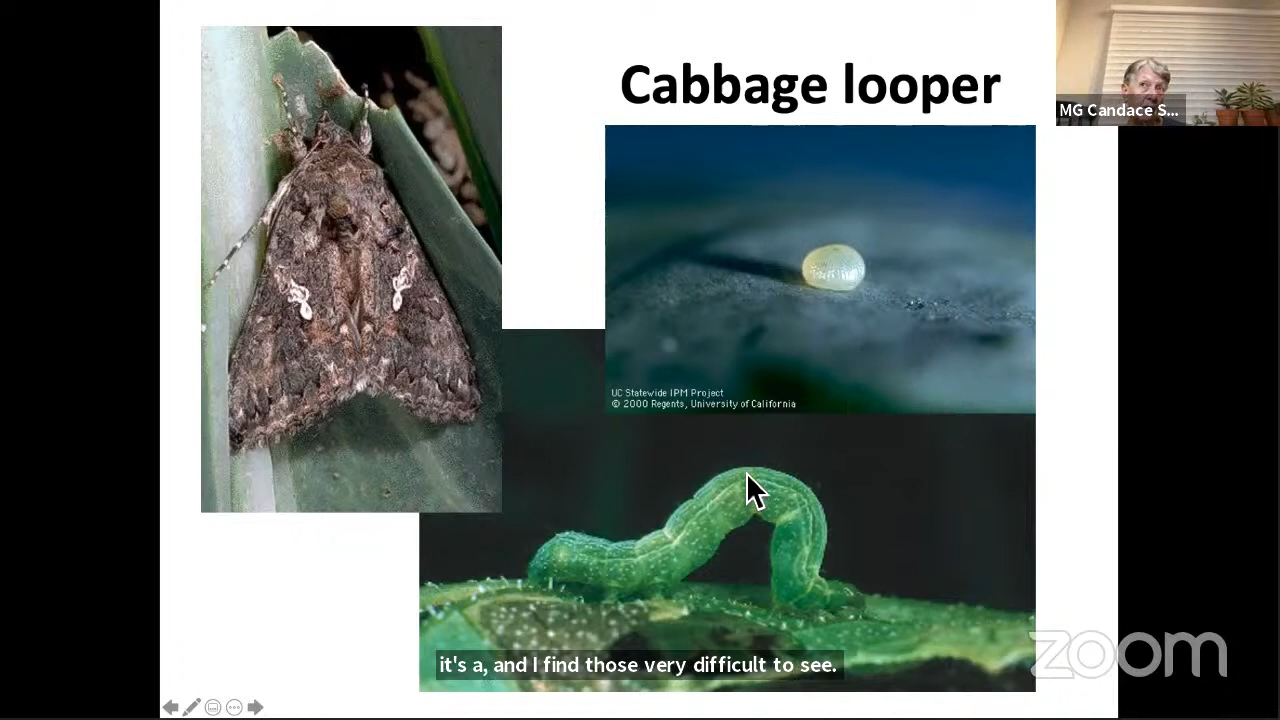 Cabbage looper
MG Candace S...
UC Statewide IPM Project
© 2000 Regents, University of California
it's a, and I find those very difficult to see.
zoom